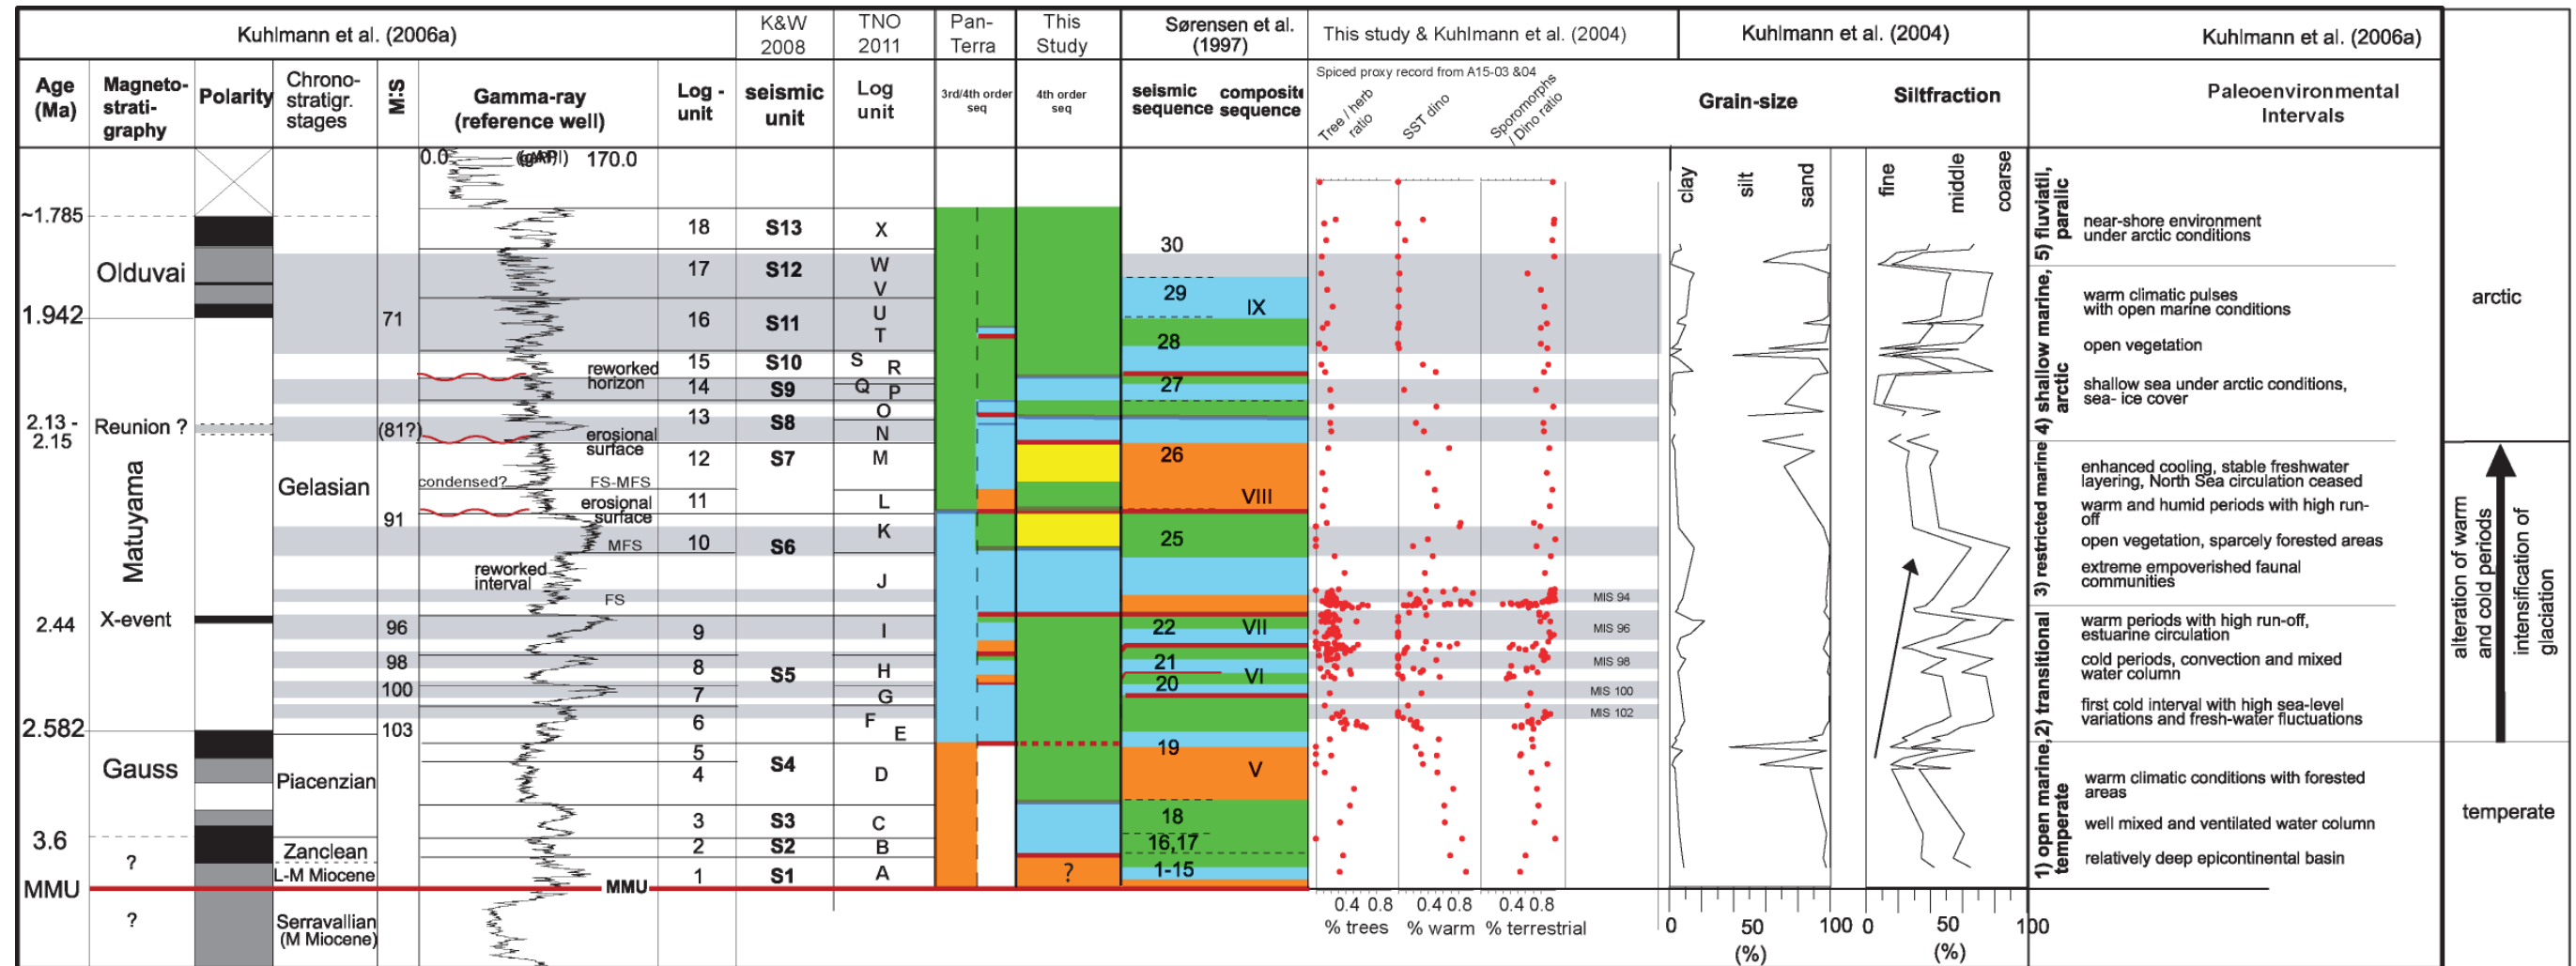 Kuhlmann et al. (2006a)
K&W
2008
TNO
2011
Pan-
Terra
This
Study
Sørensen et al.
(1997)
This study & Kuhlmann et al. (2004)
Kuhlmann et al. (2004)
Kuhlmann et al. (2006a)
Age
(Ma)
Magneto-
strati-
graphy
Polarity
Chrono-
stratigr.
stages
M:S
Gamma-ray
(reference well)
Log -
unit
seismic
unit
Log
unit
3rd/4th order
seq
4th order
seq
seismic
sequence
composite
sequence
Spiced proxy record from A15-03 &04
Tree / herb
ratio
SST dino
Sporomorphs
/ Dino ratio
Grain-size
Siltfraction
Paleoenvironmental
Intervals
0.0
170.0
clay
silt
sand
fine
middle
coarse
~1.785
Olduvai
1.942
2.13 -
2.15
Reunion ?
Matuyama
X-event
2.44
2.582
Gauss
3.6
?
MMU
?
Gelasian
Piacenzian
Zanclean
L-M Miocene
Serravallian
(M Miocene)
71
(81?)
91
96
98
100
103
reworked
horizon
erosional
surface
condensed?
FS-MFS
erosional
surface
MFS
reworked
interval
FS
MMU
18
17
16
15
14
13
12
11
10
9
8
7
6
5
4
3
2
1
S13
S12
S11
S10
S9
S8
S7
S6
S5
S4
S3
S2
S1
X
W
V
U
T
S
R
Q
P
O
N
M
L
K
J
I
H
G
F
E
D
C
B
A
?
30
29
IX
28
27
26
VIII
25
22
VII
21
VI
20
19
V
18
16,17
1-15
MIS 94
MIS 96
MIS 98
MIS 100
MIS 102
0.4 0.8
0.4 0.8
0.4 0.8
% trees
% warm
% terrestrial
0
50
100
(%)
0
50
100
(%)
5) fluviatil,
paralic
near-shore environment
under arctic conditions
4) shallow marine,
arctic
warm climatic pulses
with open marine conditions
open vegetation
shallow sea under arctic conditions,
sea- ice cover
3) restricted marine
enhanced cooling, stable freshwater
layering, North Sea circulation ceased
warm and humid periods with high run-
off
open vegetation, sparcely forested areas
extreme empoverished faunal
communities
2) transitional
warm periods with high run-off,
estuarine circulation
cold periods, convection and mixed
water column
first cold interval with high sea-level
variations and fresh-water fluctuations
1) open marine,
temperate
warm climatic conditions with forested
areas
well mixed and ventilated water column
relatively deep epicontinental basin
arctic
alteration of warm
and cold periods
intensification of
glaciation
temperate